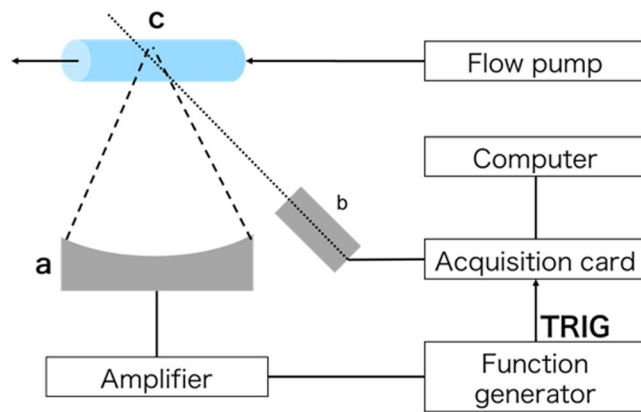 c
Flow pump
Computer
b
a
Acquisition card
TRIG
Amplifier
Function
generator